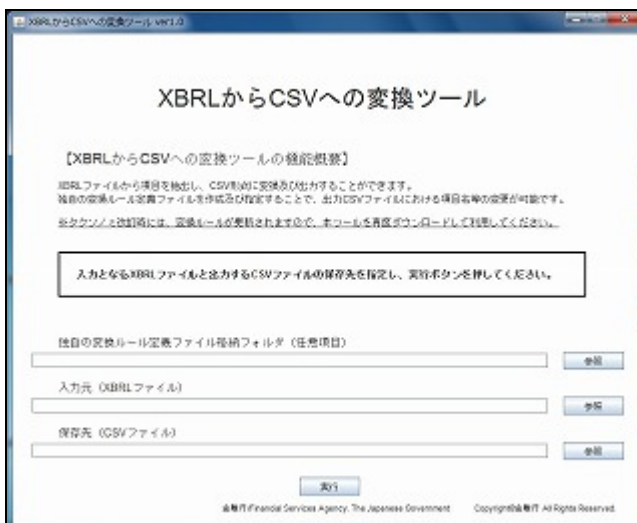 XBRLからCSVへの変換ツール ver1.0
XBRLからCSVへの変換ツール
【XBRLからCSVへの変換ツールの機能概要】
XBRLファイルから項目を抽出し、CSV形式に変換及び出力することができます。
独自の変換ルール定義ファイルを作成及び指定することで、出力CSVファイルにおける項目名等の変更が可能です。
※タクソノミ改訂時には、変換ルールが更新されますので、本ツールを再度ダウンロードして利用してください。
入力となるXBRLファイルと出力するCSVファイルの保存先を指定し、実行ボタンを押してください。
独自の変換ルール定義ファイル格納フォルダ（任意項目）
参照
入力元（XBRLファイル）
参照
保存先（CSVファイル）
参照
実行
金融庁/Financial Services Agency, The Japanese Government Copyright©金融庁 All Rights Reserved.